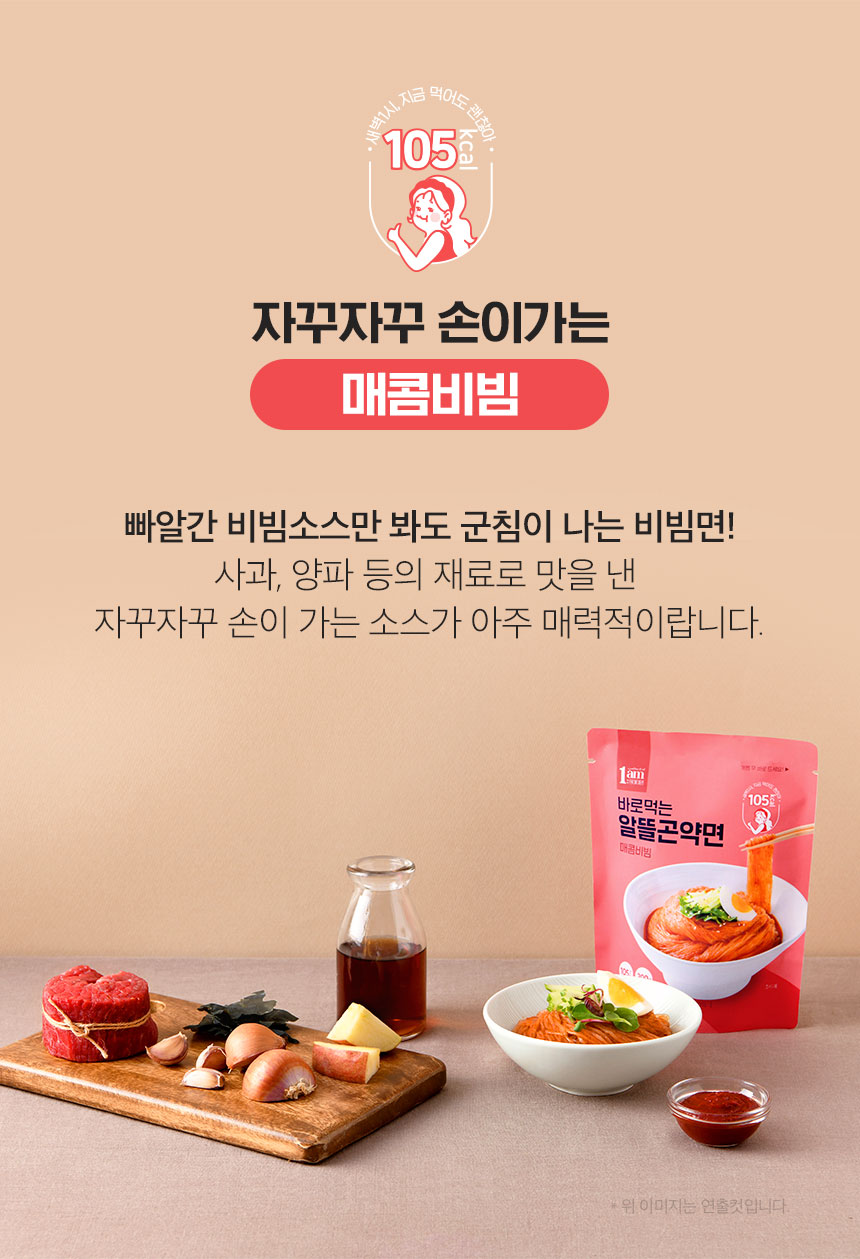 새벽1시, 지금 먹어도 괜찮아
105
kcal
자꾸자꾸 손이가는
매콤비빔
빠알간 비빔소스만 봐도 군침이 나는 비빔면!
사과, 양파 등의 재료로 맛을 낸
자꾸자꾸 손이 가는 소스가 아주 매력적이랍니다.
1am
바로먹는
알뜰곤약면
매콤비빔
105
kcal
* 위 이미지는 연출컷입니다.